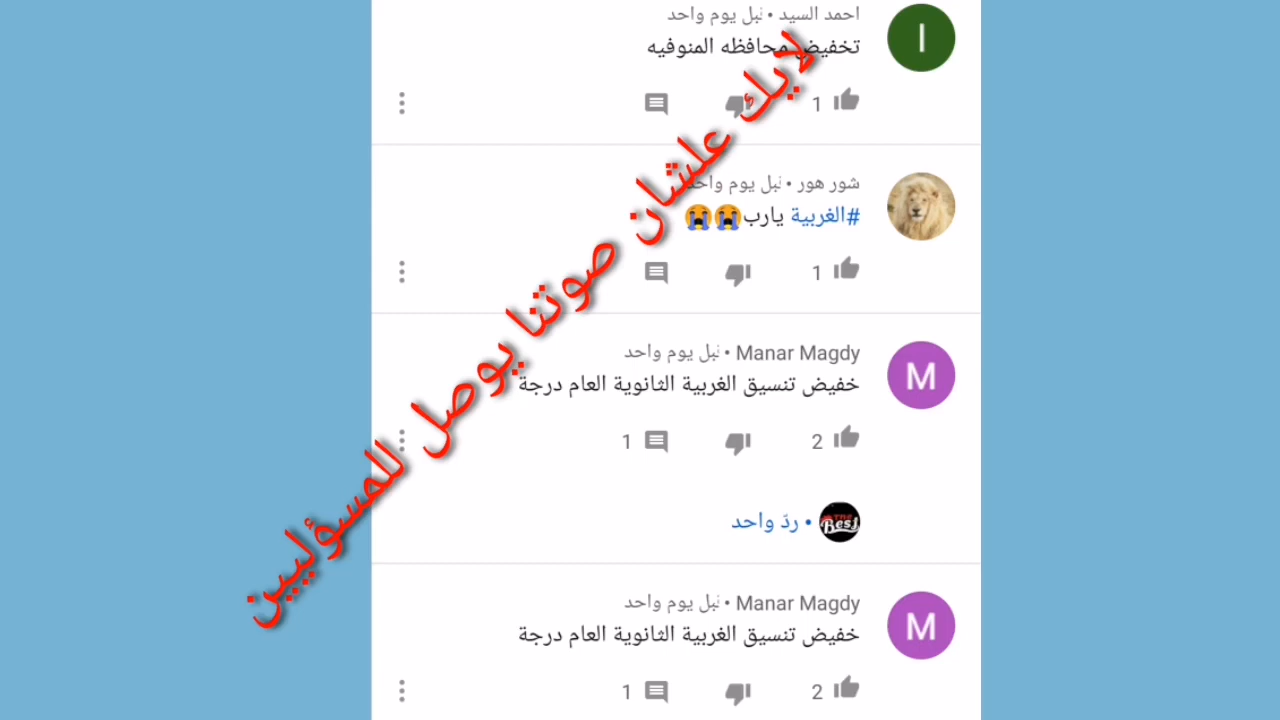 احمد السيد • قبل يوم واحد
تخفيض محافظه المنوفيه
1
شور هور • قبل يوم واحد
#الغربية يارب😭😭
1
Manar Magdy • قبل يوم واحد
خفيض تنسيق الغربية الثانوية العام درجة
2 1
THE Best • ردّ واحد
Manar Magdy • قبل يوم واحد
خفيض تنسيق الغربية الثانوية العام درجة
2 1
لايك علشان صوتنا يوصل للمسؤليين